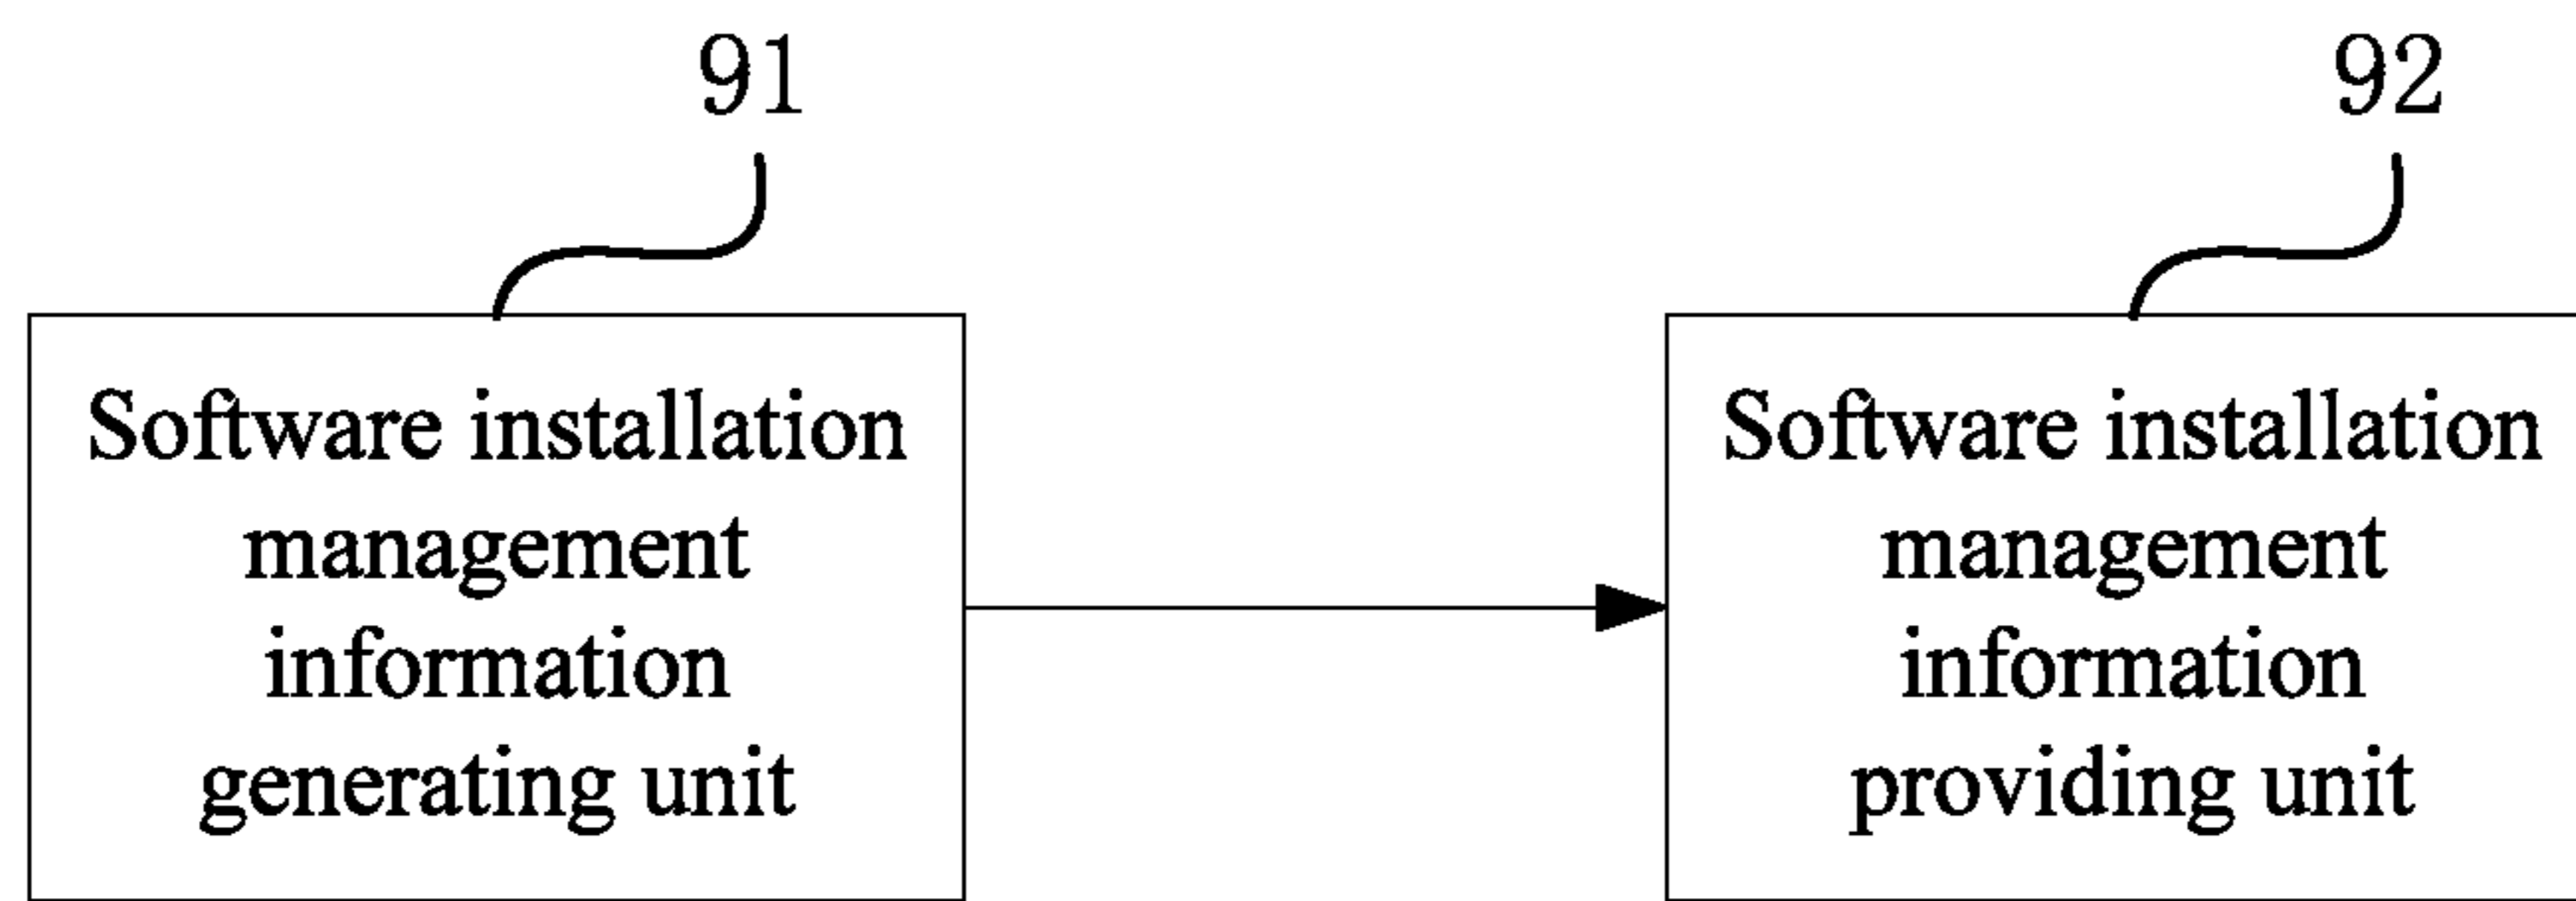 91
Software installation
management
information
generating unit
92
Software installation
management
information
providing unit